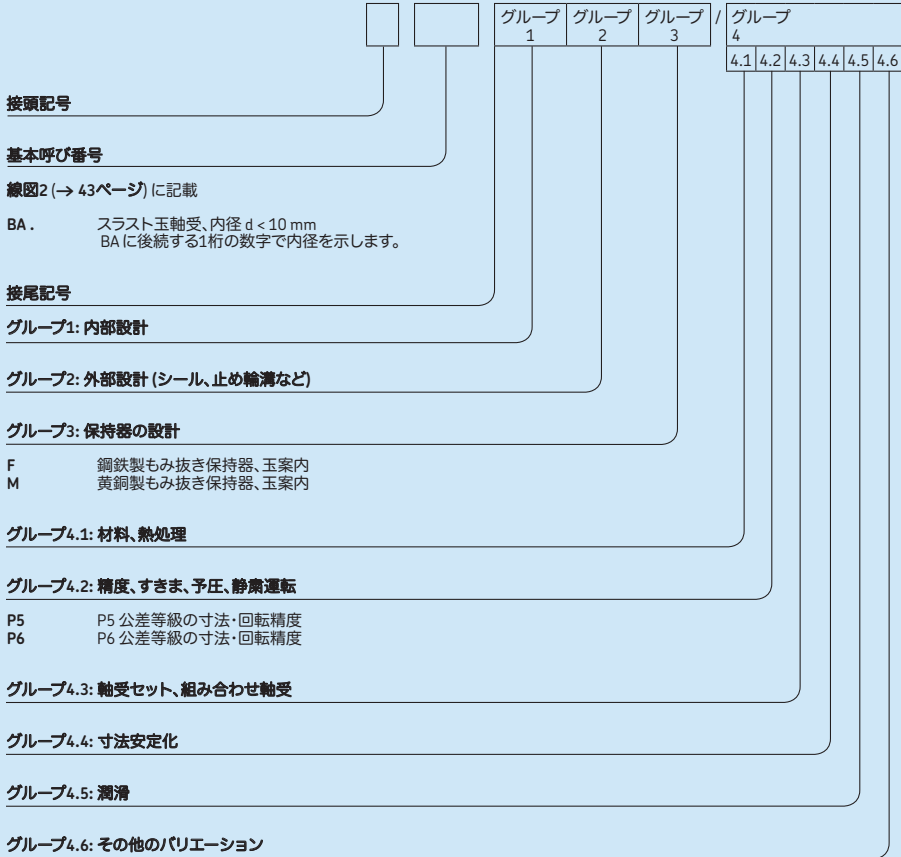 グループ グループ グループ / グループ
1 2 3 4
4.1 4.2 4.3 4.4 4.5 4.6
接頭記号
基本呼び番号
線図2 (→ 43ページ) に記載
BA . スラスト玉軸受、内径 d < 10 mm
BA に後続する1桁の数字で内径を示します。
接尾記号
グループ1: 内部設計
グループ2: 外部設計 (シール、止め輪溝など)
グループ3: 保持器の設計
F 鋼鉄製もみ抜き保持器、玉案内
M 黄銅製もみ抜き保持器、玉案内
グループ4.1: 材料、熱処理
グループ4.2: 精度、すきま、予圧、静粛運転
P5 P5 公差等級の寸法・回転精度
P6 P6 公差等級の寸法・回転精度
グループ4.3: 軸受セット、組み合わせ軸受
グループ4.4: 寸法安定化
グループ4.5: 潤滑
グループ4.6: その他のバリエーション